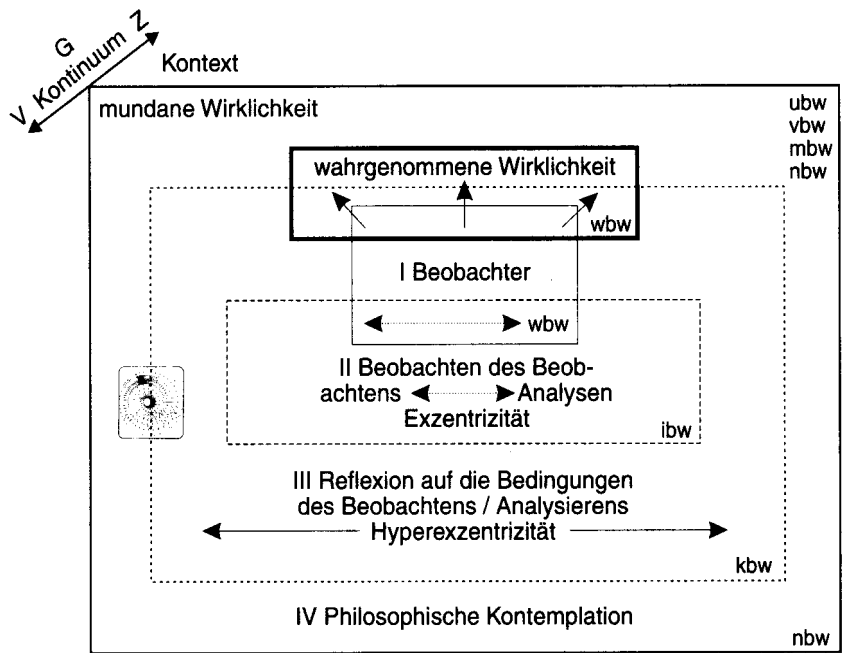 G
V Kontinuum Z
Kontext
mundane Wirklichkeit
ubw
vbw
mbw
nbw
wahrgenommene Wirklichkeit
wbw
I Beobachter
wbw
II Beobachten des Beob-
achtens Analysen
Exzentrizität
ibw
III Reflexion auf die Bedingungen
des Beobachtens / Analysierens
Hyperexzentrizität
kbw
IV Philosophische Kontemplation
nbw